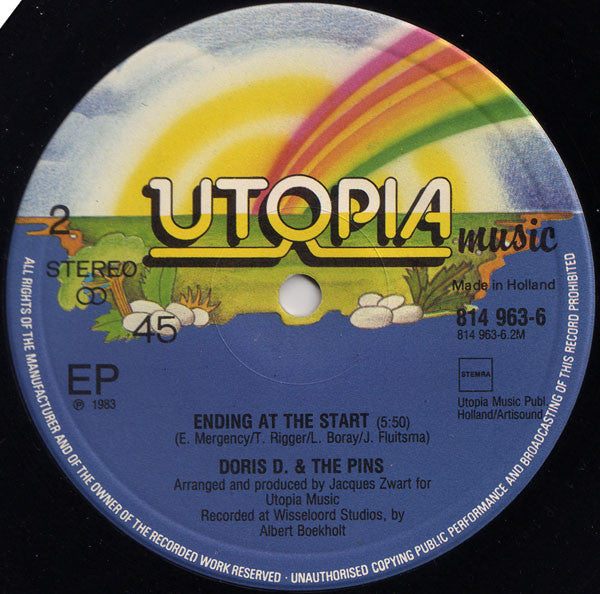 UTOPIA
music
2
STEREO
45
Made in Holland
814 963-6
814 963-6.2M
STEMRA
EP
℗ 1983
Utopia Music Publ
Holland/Artisound
ENDING AT THE START (5:50)
(E. Mergency/T. Rigger/L. Boray/J. Fluitsma)
DORIS D. & THE PINS
Arranged and produced by Jacques Zwart for
Utopia Music
Recorded at Wisseloord Studios, by
Albert Boekholt
ALL RIGHTS OF THE MANUFACTURER AND OF THE OWNER OF THE RECORDED WORK RESERVED · UNAUTHORISED COPYING PUBLIC PERFORMANCE AND BROADCASTING OF THIS RECORD PROHIBITED